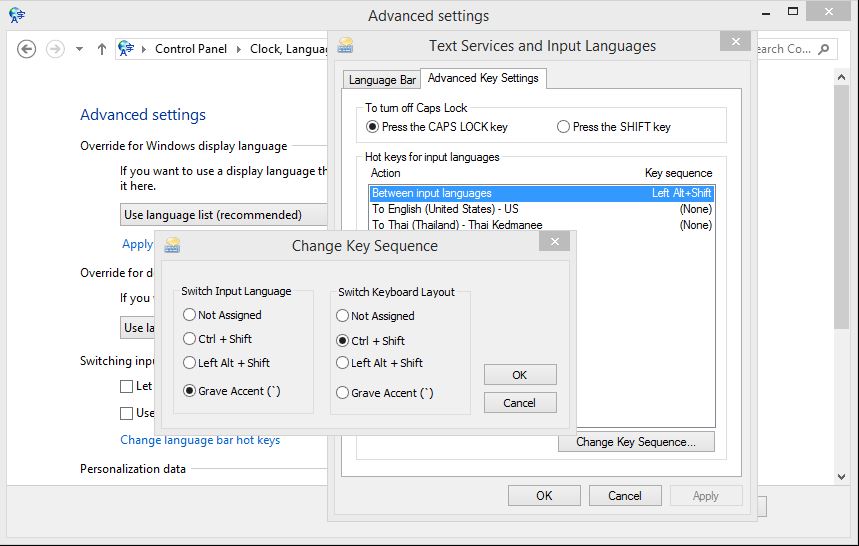 Advanced settings
Control Panel
Clock, Langua
earch Co...
Advanced settings
Override for Windows display language
If you want to use a display language th
it here.
Use language list (recommended)
Apply
Override for d
If you
Use la
Switching inpu
Let
Use
Change language bar hot keys
Personalization data
Text Services and Input Languages
Language Bar
Advanced Key Settings
To turn off Caps Lock
Press the CAPS LOCK key
Press the SHIFT key
Hot keys for input languages
Action Key sequence
Between input languages Left Alt+Shift
To English (United States) - US (None)
To Thai (Thailand) - Thai Kedmanee (None)
Change Key Sequence...
OK Cancel Apply
Change Key Sequence
Switch Input Language
Not Assigned
Ctrl + Shift
Left Alt + Shift
Grave Accent (`)
Switch Keyboard Layout
Not Assigned
Ctrl + Shift
Left Alt + Shift
Grave Accent (`)
OK
Cancel